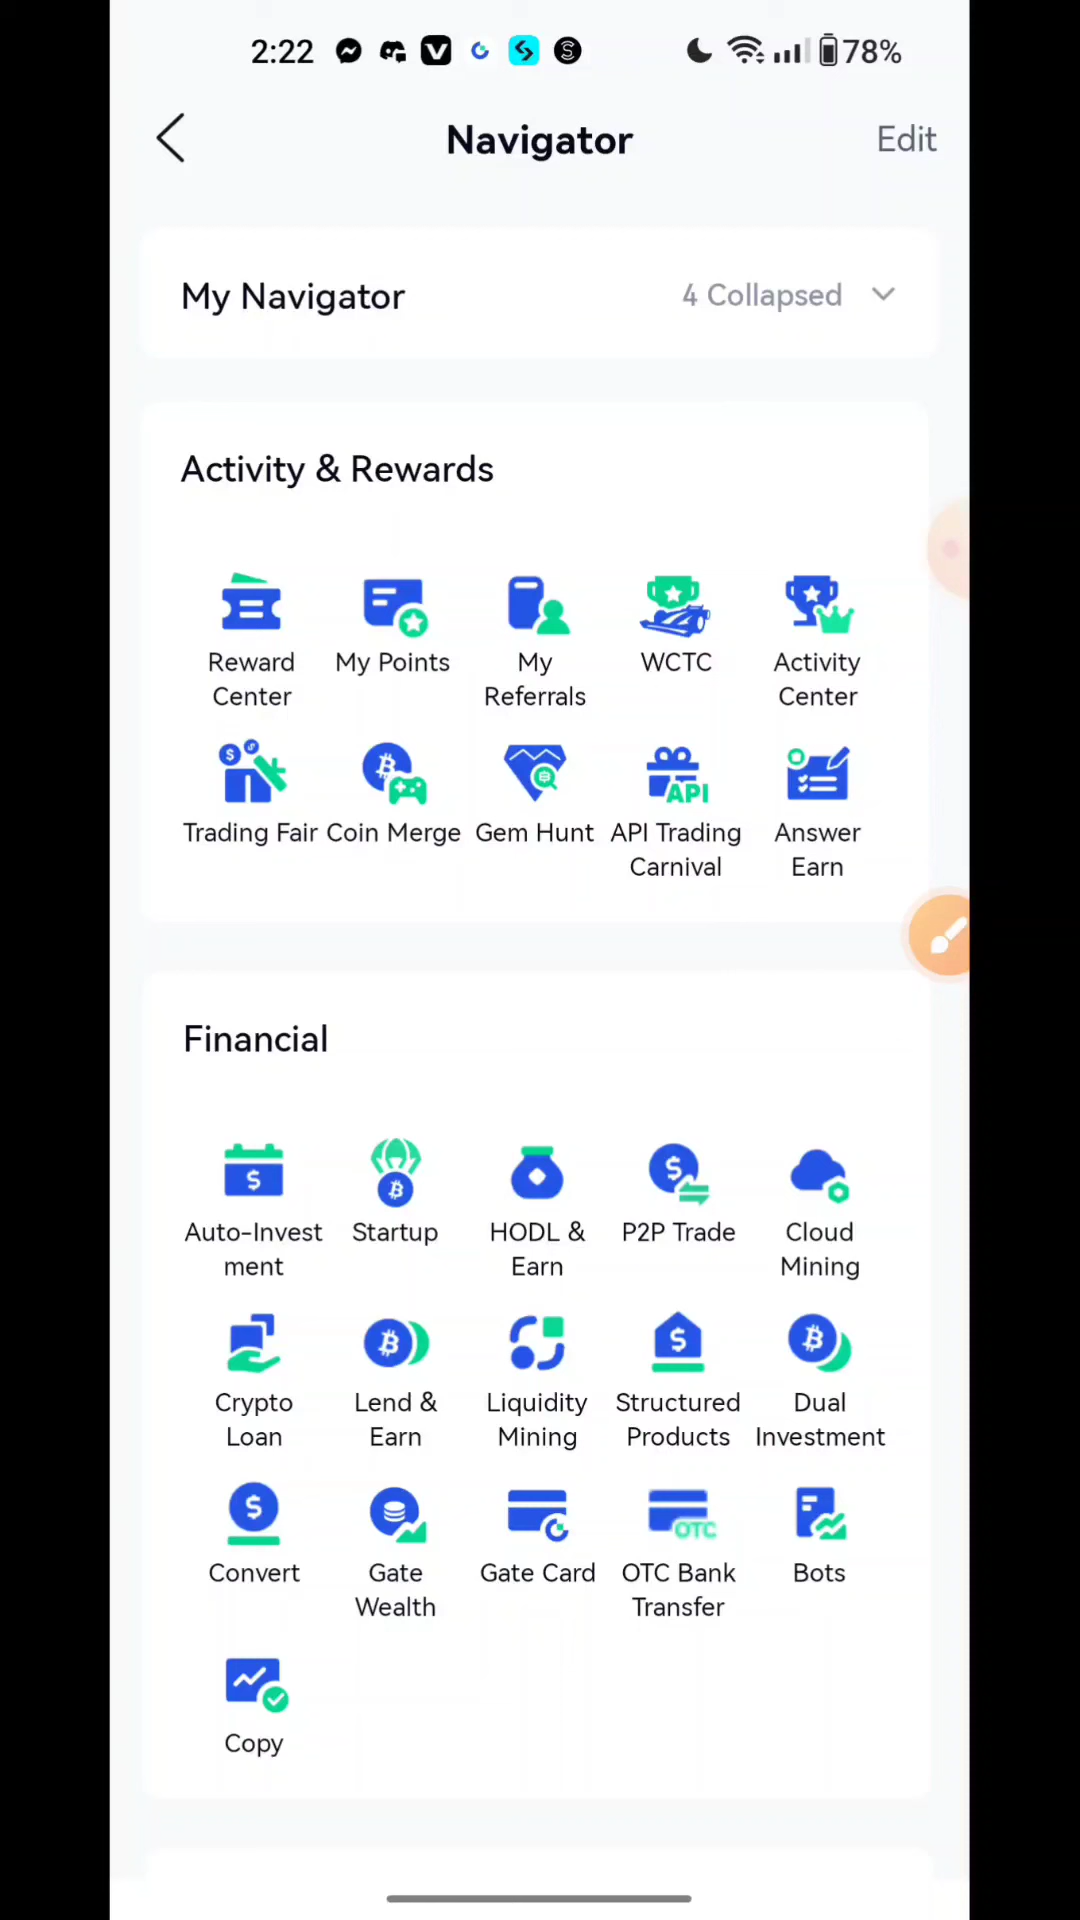 2:22
78%
Navigator
Edit
My Navigator
4 Collapsed
Activity & Rewards
Reward
Center
My Points
My
Referrals
WCTC
Activity
Center
Trading Fair
Coin Merge
Gem Hunt
API
API Trading
Carnival
Answer
Earn
Financial
Auto-Invest
ment
Startup
HODL &
Earn
P2P Trade
Cloud
Mining
Crypto
Loan
Lend &
Earn
Liquidity
Mining
Structured
Products
Dual
Investment
Convert
Gate
Wealth
Gate Card
OTC
OTC Bank
Transfer
Bots
Copy